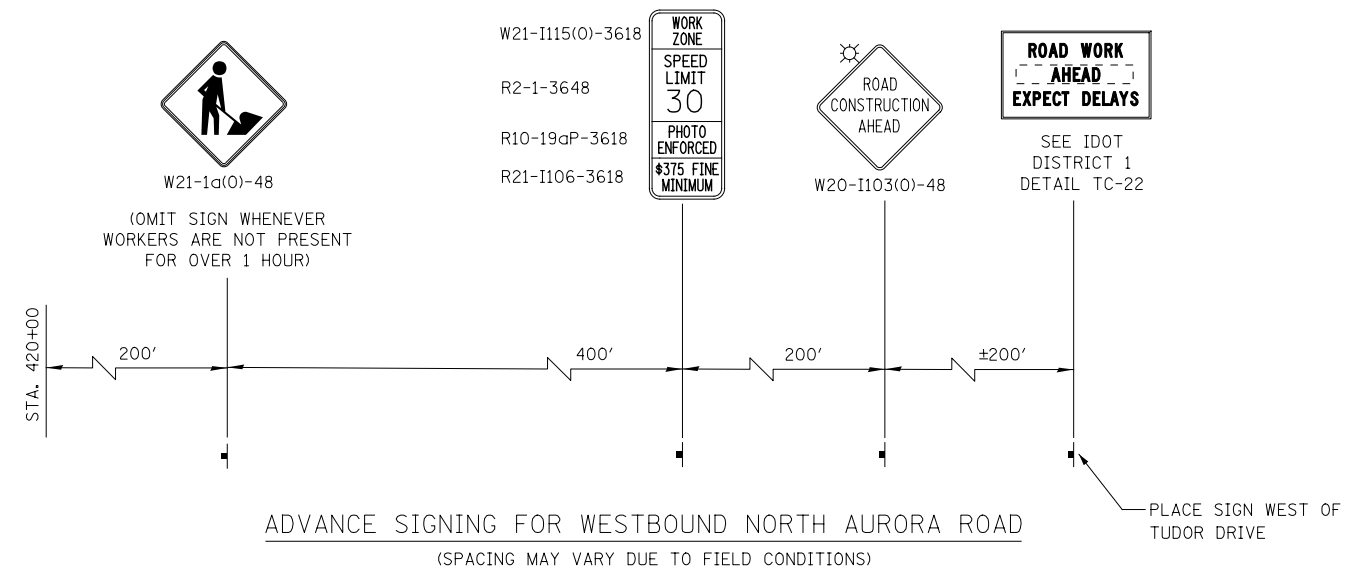 W21-1a(O)-48
(OMIT SIGN WHENEVER
WORKERS ARE NOT PRESENT
FOR OVER 1 HOUR)
W21-I115(O)-3618
R2-1-3648
R10-19aP-3618
R21-I106-3618
WORK
ZONE
SPEED
LIMIT
30
PHOTO
ENFORCED
$375 FINE
MINIMUM
ROAD
CONSTRUCTION
AHEAD
W20-I103(O)-48
ROAD WORK
AHEAD
EXPECT DELAYS
SEE IDOT
DISTRICT 1
DETAIL TC-22
STA. 420+00
200'
400'
200'
±200'
PLACE SIGN WEST OF
TUDOR DRIVE
ADVANCE SIGNING FOR WESTBOUND NORTH AURORA ROAD
(SPACING MAY VARY DUE TO FIELD CONDITIONS)